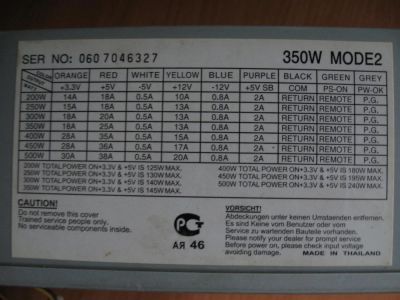 SER NO: 0607046327 350W MODE2
COLOR OUTPUT WATT ORANGE RED WHITE YELLOW BLUE PURPLE BLACK GREEN GREY
+3.3V +5V -5V +12V -12V +5V SB COM PS-ON PW-OK
200W 14A 18A 0.5A 10A 0.8A 2A RETURN REMOTE P.G.
250W 15A 18A 0.5A 13A 0.8A 2A RETURN REMOTE P.G.
300W 18A 20A 0.5A 13A 0.8A 2A RETURN REMOTE P.G.
350W 18A 25A 0.5A 13A 0.8A 2A RETURN REMOTE P.G.
400W 28A 35A 0.5A 15A 0.8A 2A RETURN REMOTE P.G.
450W 28A 36A 0.5A 17A 0.8A 2A RETURN REMOTE P.G.
500W 30A 38A 0.5A 20A 0.8A 2A RETURN REMOTE P.G.
200W TOTAL POWER ON+3.3V & +5V IS 125W MAX.
250W TOTAL POWER ON+3.3V & +5V IS 130W MAX.
300W TOTAL POWER ON+3.3V & +5V IS 140W MAX.
350W TOTAL POWER ON+3.3V & +5V IS 145W MAX.
400W TOTAL POWER ON+3.3V & +5V IS 180W MAX.
450W TOTAL POWER ON+3.3V & +5V IS 195W MAX.
500W TOTAL POWER ON+3.3V & +5V IS 240W MAX.
CAUTION!
Do not remove this cover
Trained service people only.
No serviceable components inside.
АЯ 46
VORSICHT!
Abdeckungen unter keinen Umstaenden entfernen.
Es sind Keine vom Benutzer oder vom
Service zu wartenden Bauteile vorhanden.
Please notify your dealer for prompt service
Before power on, please check input voltage
avoiding damage. MADE IN THAILAND